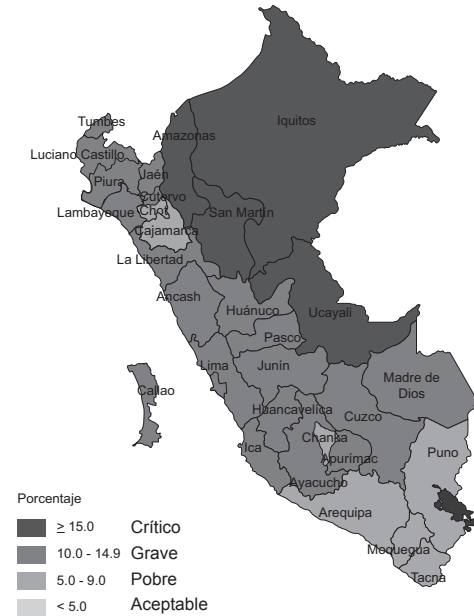 Iquitos
Tumbes
Amazonas
Luciano Castillo
Jaén
Piura
Cutervo
Chot
Lambayeque
San Martín
Cajamarca
La Libertad
Ancash
Huánuco
Ucayali
Pasco
Lima
Junín
Madre de
Dios
Callao
Huancavelica
Cuzco
Chanka
Ica
Apurimac
Puno
Ayacucho
Arequipa
Moquegua
Tacna
Porcentaje
≥ 15.0 Crítico
10.0 - 14.9 Grave
5.0 - 9.0 Pobre
< 5.0 Aceptable